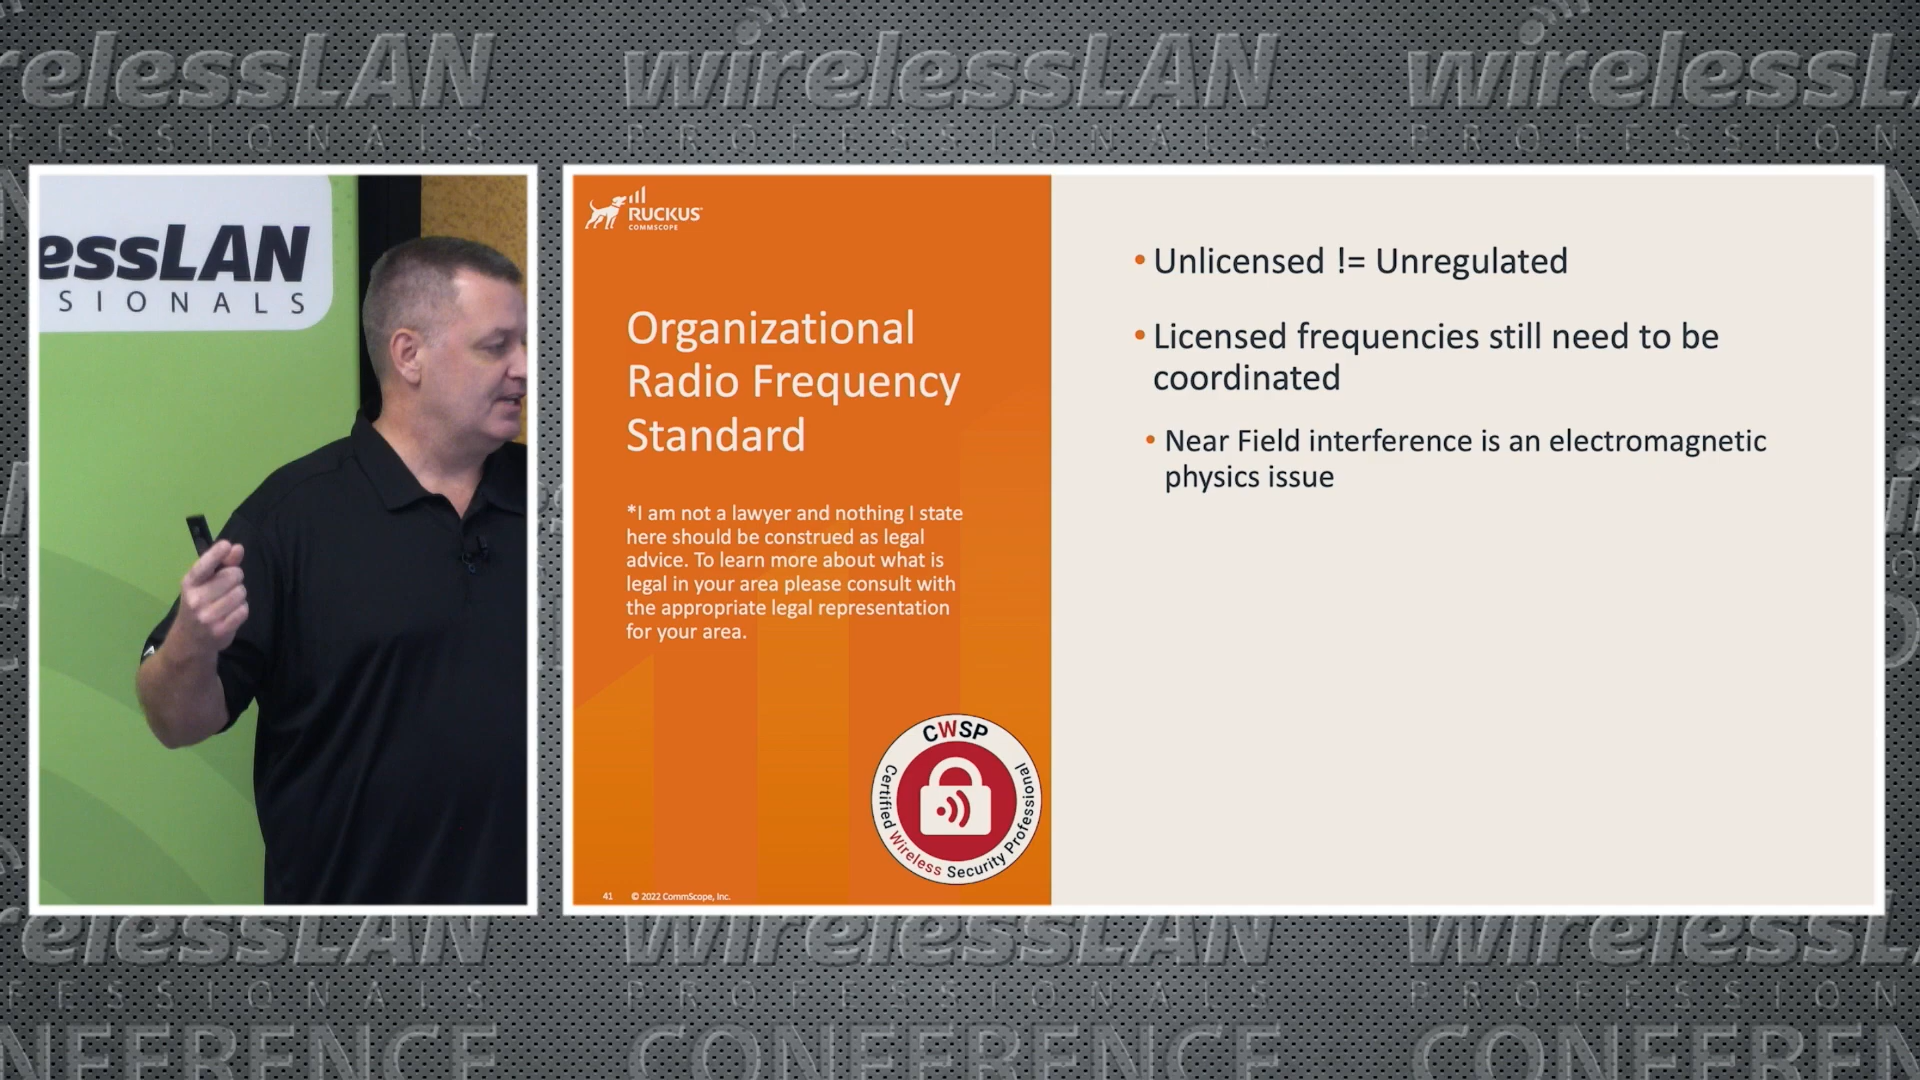 wirelessLAN
PROFESSIONALS
essLAN
SIONALS
RUCKUS
COMMSCOPE
Organizational
Radio Frequency
Standard
*I am not a lawyer and nothing I state
here should be construed as legal
advice. To learn more about what is
legal in your area please consult with
the appropriate legal representation
for your area.
CWSP
Certified Wireless Security Professional
41 © 2022 CommScope, Inc.
• Unlicensed != Unregulated
• Licensed frequencies still need to be
coordinated
• Near Field interference is an electromagnetic
physics issue
CONFERENCE